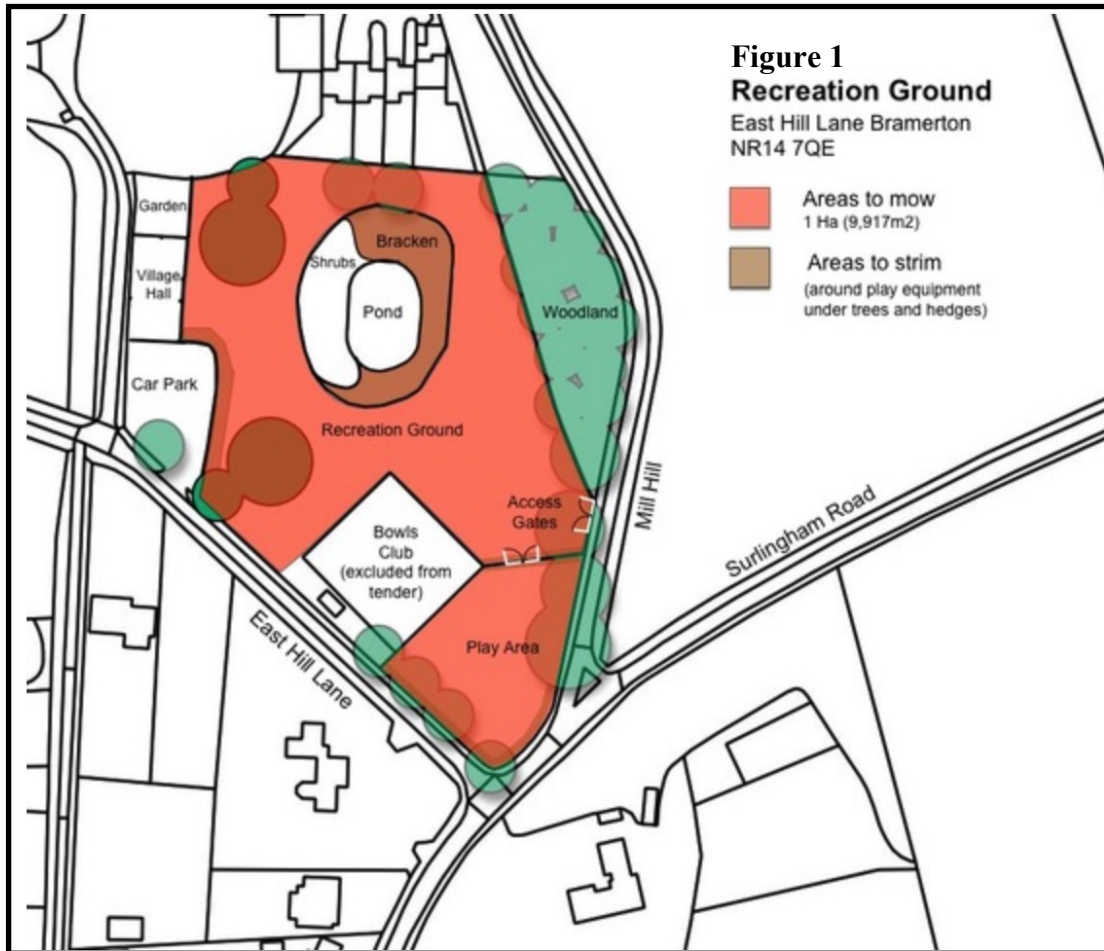 Figure 1
Recreation Ground
East Hill Lane Bramerton
NR14 7QE
Areas to mow
1 Ha (9,917m2)
Areas to strim
(around play equipment
under trees and hedges)
Garden
Village
Hall
Car Park
Bracken
Shrubs
Pond
Woodland
Recreation Ground
Access
Gates
Bowls
Club
(excluded from
tender)
Play Area
Mill Hill
Surlingham Road
East Hill Lane